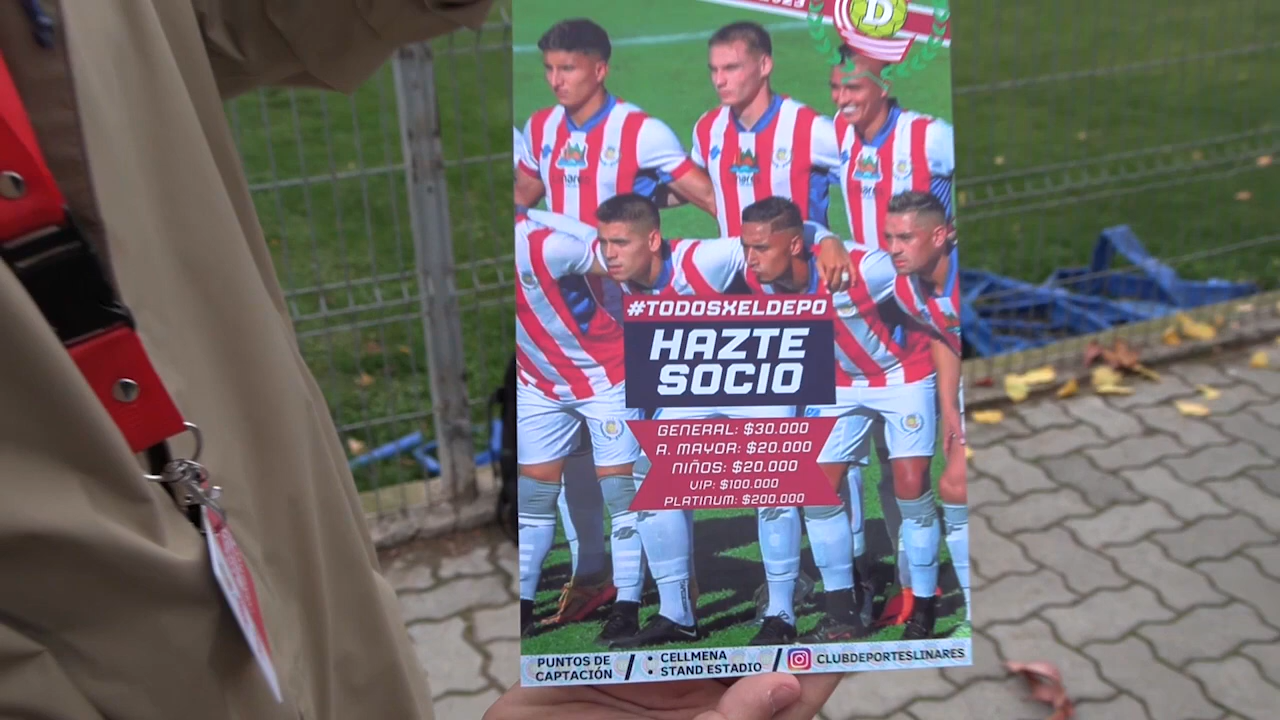 2023
D
#TODOSXELDEPO
HAZTE
SOCIO
GENERAL: $30.000
A. MAYOR: $20.000
NIÑOS: $20.000
VIP: $100.000
PLATINUM: $200.000
PUNTOS DE
CAPTACIÓN
/
: CELLMENA
· STAND ESTADIO
/
CLUBDEPORTESLINARES